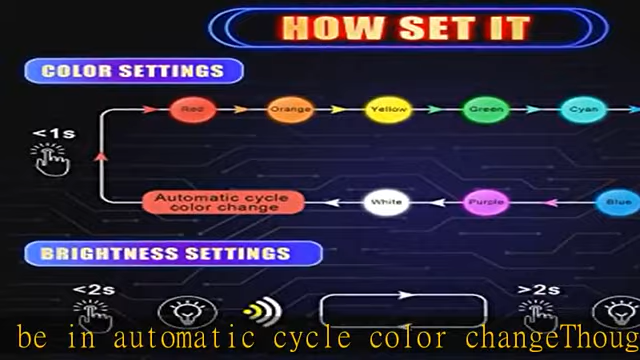 HOW SET IT
COLOR SETTINGS
Red Orange Yellow Green Cyan
<1s
Automatic cycle
color change
White Purple Blue
BRIGHTNESS SETTINGS
<2s >2s
be in automatic cycle color changeThoug